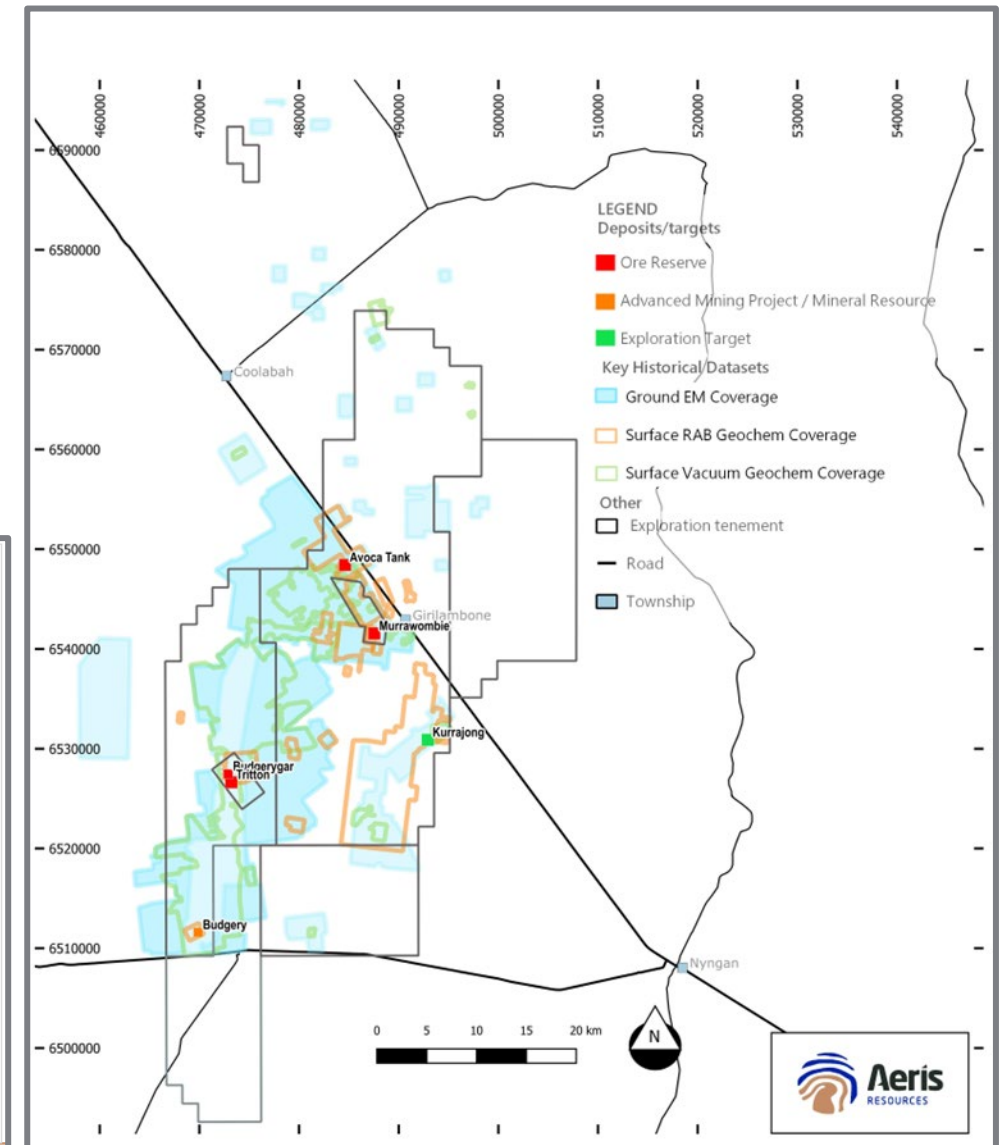 460000
470000
480000
490000
500000
510000
520000
530000
540000
6590000
6580000
6570000
6560000
6550000
6540000
6530000
6520000
6510000
6500000
LEGEND
Deposits/targets
Ore Reserve
Advanced Mining Project / Mineral Resource
Exploration Target
Key Historical Datasets
Ground EM Coverage
Surface RAB Geochem Coverage
Surface Vacuum Geochem Coverage
Other
Exploration tenement
Road
Township
Coolabah
Avoca Tank
Girilambone
Murrawombie
Kurrajong
Budgerygar
Tritton
Budgery
Nyngan
0 5 10 15 20 km
N
Aeris
RESOURCES